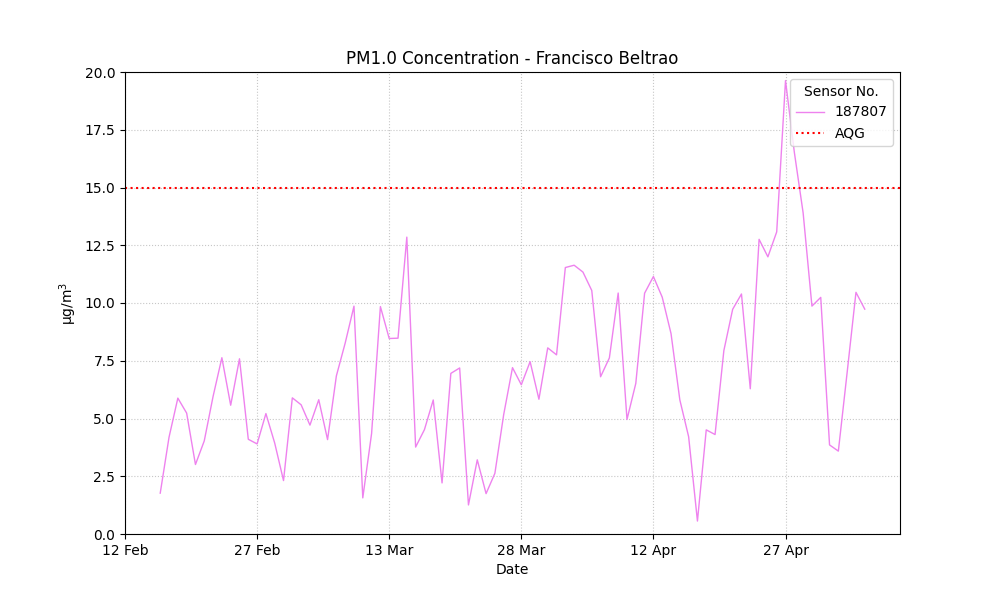 PM1.0 Concentration - Francisco Beltrao
20.0
17.5
15.0
12.5
10.0
7.5
5.0
2.5
0.0
µg/m³
Sensor No.
187807
AQG
12 Feb 27 Feb 13 Mar 28 Mar 12 Apr 27 Apr
Date